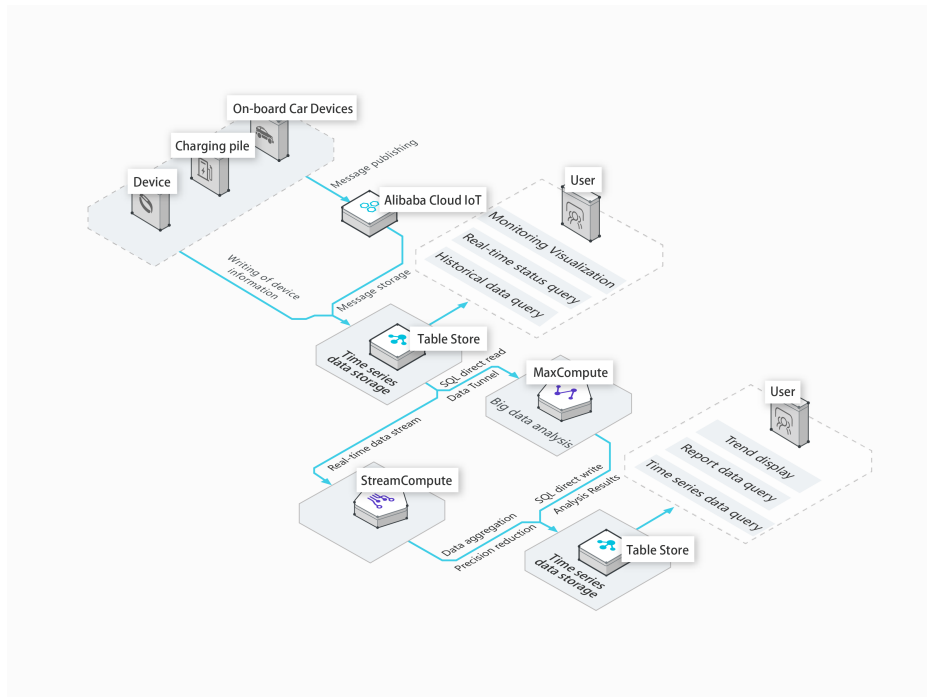 On-board Car Devices
Charging pile
Device
Message publishing
Alibaba Cloud IoT
User
Monitoring Visualization
Real-time status query
Historical data query
Writing of device
information
Message storage
Table Store
Time series
data storage
SQL direct read
Data Tunnel
MaxCompute
Big data analysis
User
Trend display
Report data query
Time series data query
Real-time data stream
StreamCompute
SQL direct write
Analysis Results
Data aggregation
Precision reduction
Table Store
Time series
data storage